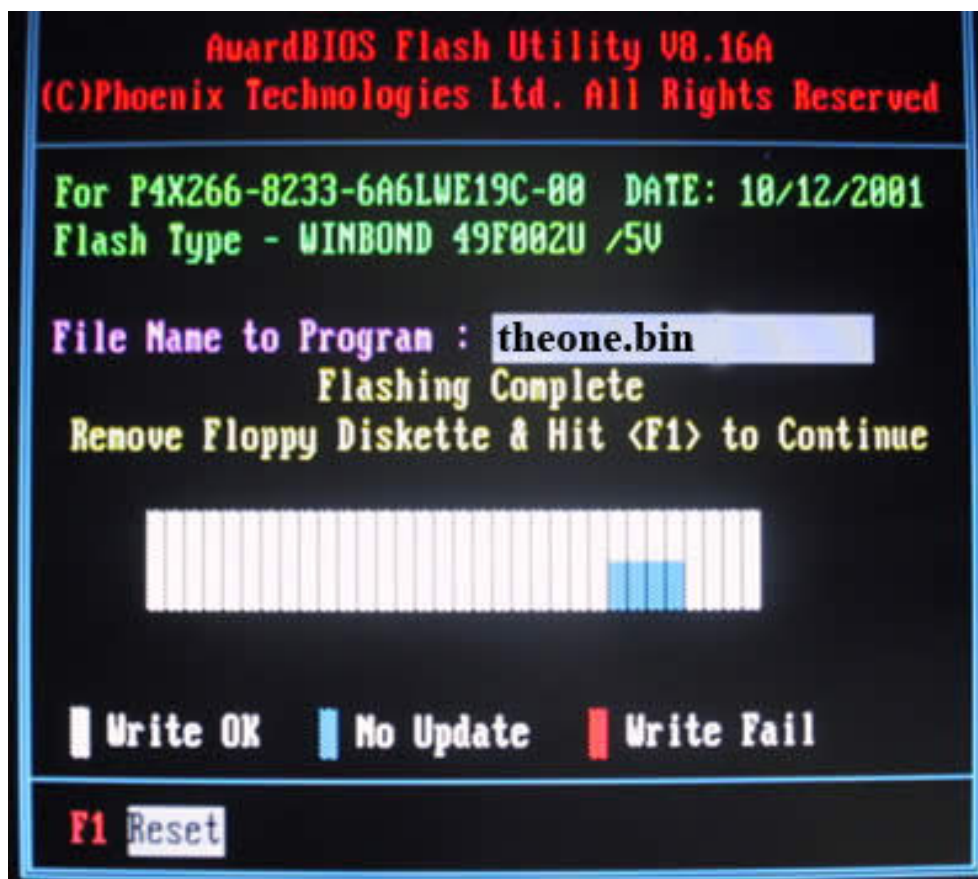 AwardBIOS Flash Utility V8.16A
(C)Phoenix Technologies Ltd. All Rights Reserved
For P4X266-8233-6A6LWE19C-00 DATE: 10/12/2001
Flash Type - WINBOND 49F002U /5V
File Name to Program : theone.bin
Flashing Complete
Remove Floppy Diskette & Hit <F1> to Continue
Write OK No Update Write Fail
F1 Reset